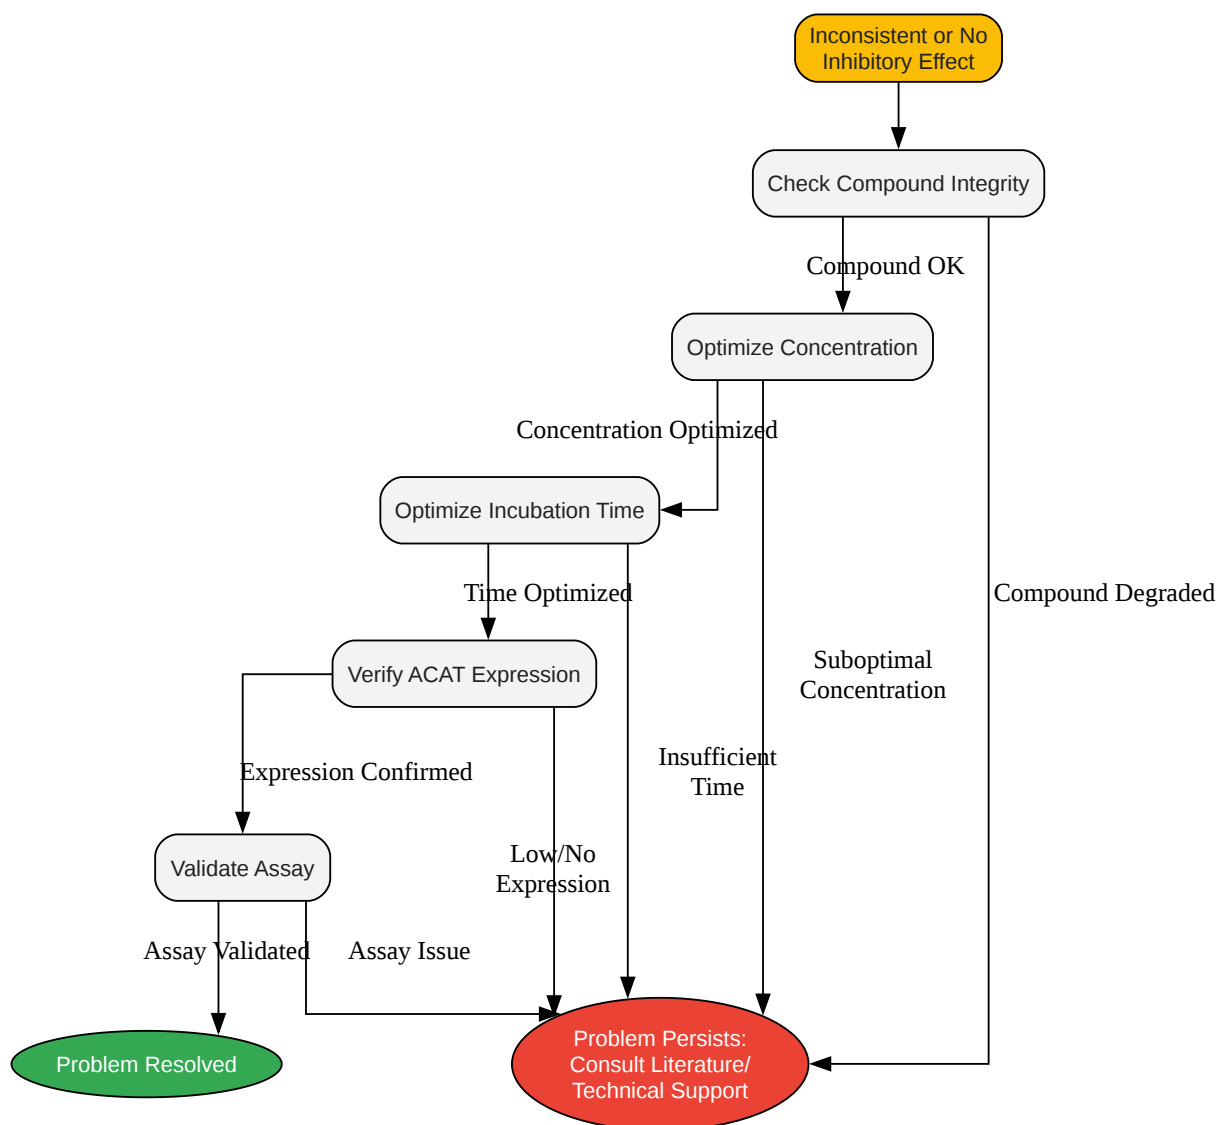 Inconsistent or No
Inhibitory Effect
Check Compound Integrity
Compound OK
Optimize Concentration
Concentration Optimized
Optimize Incubation Time
Time Optimized
Compound Degraded
Verify ACAT Expression
Suboptimal
Concentration
Insufficient
Time
Expression Confirmed
Validate Assay
Low/No
Expression
Assay Validated
Assay Issue
Problem Resolved
Problem Persists:
Consult Literature/
Technical Support